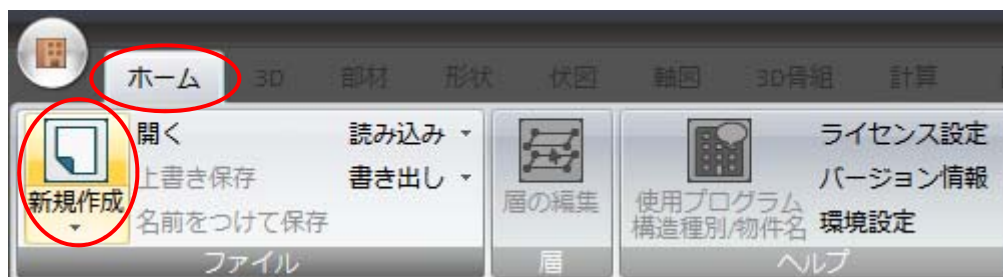 ホーム 3D 部材 形状 伏図 軸図 3D骨組 計算
開く 読み込み ライセンス設定
上書き保存 書き出し バージョン情報
新規作成 名前をつけて保存 層の編集 使用プログラム 構造種別/物件名 環境設定
ファイル 層 ヘルプ